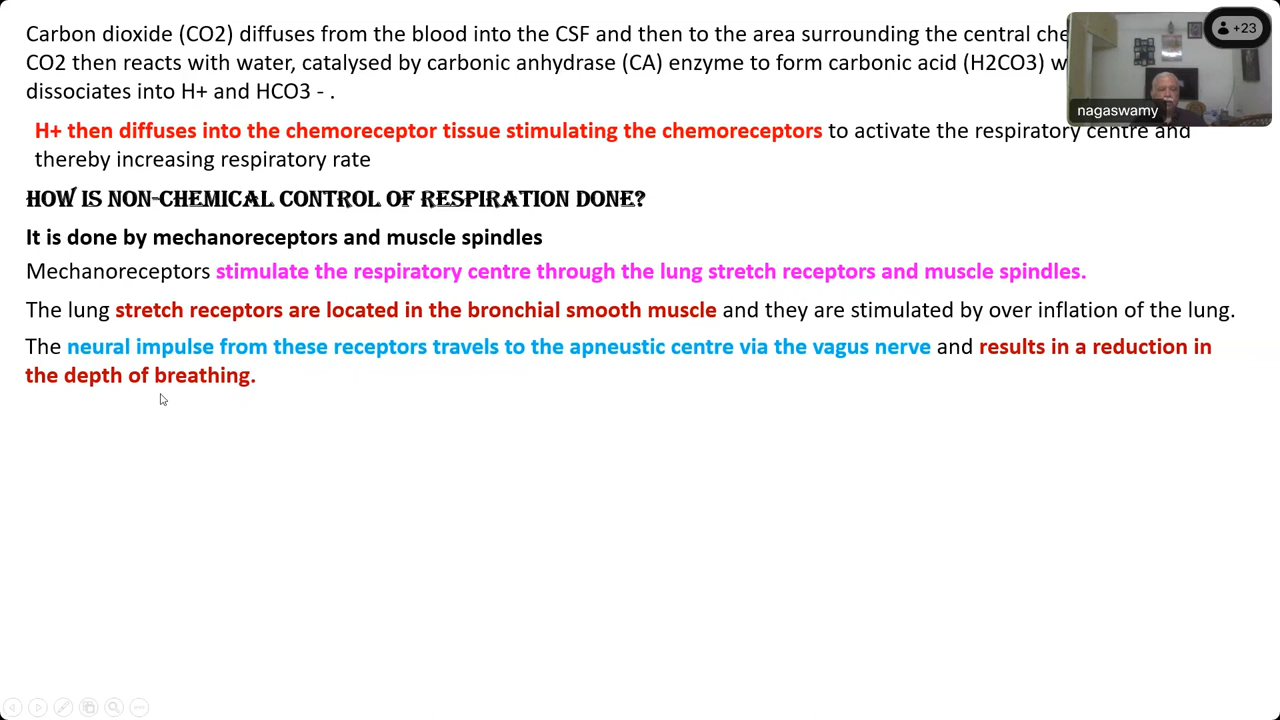 Carbon dioxide (CO2) diffuses from the blood into the CSF and then to the area surrounding the central
CO2 then reacts with water, catalysed by carbonic anhydrase (CA) enzyme to form carbonic acid (H2CO3)
dissociates into H+ and HCO3 - .
H+ then diffuses into the chemoreceptor tissue stimulating the chemoreceptors to activate the respiratory centre and
thereby increasing respiratory rate
HOW IS NON-CHEMICAL CONTROL OF RESPIRATION DONE?
It is done by mechanoreceptors and muscle spindles
Mechanoreceptors stimulate the respiratory centre through the lung stretch receptors and muscle spindles.
The lung stretch receptors are located in the bronchial smooth muscle and they are stimulated by over inflation of the lung.
The neural impulse from these receptors travels to the apneustic centre via the vagus nerve and results in a reduction in
the depth of breathing.
+23
nagaswamy